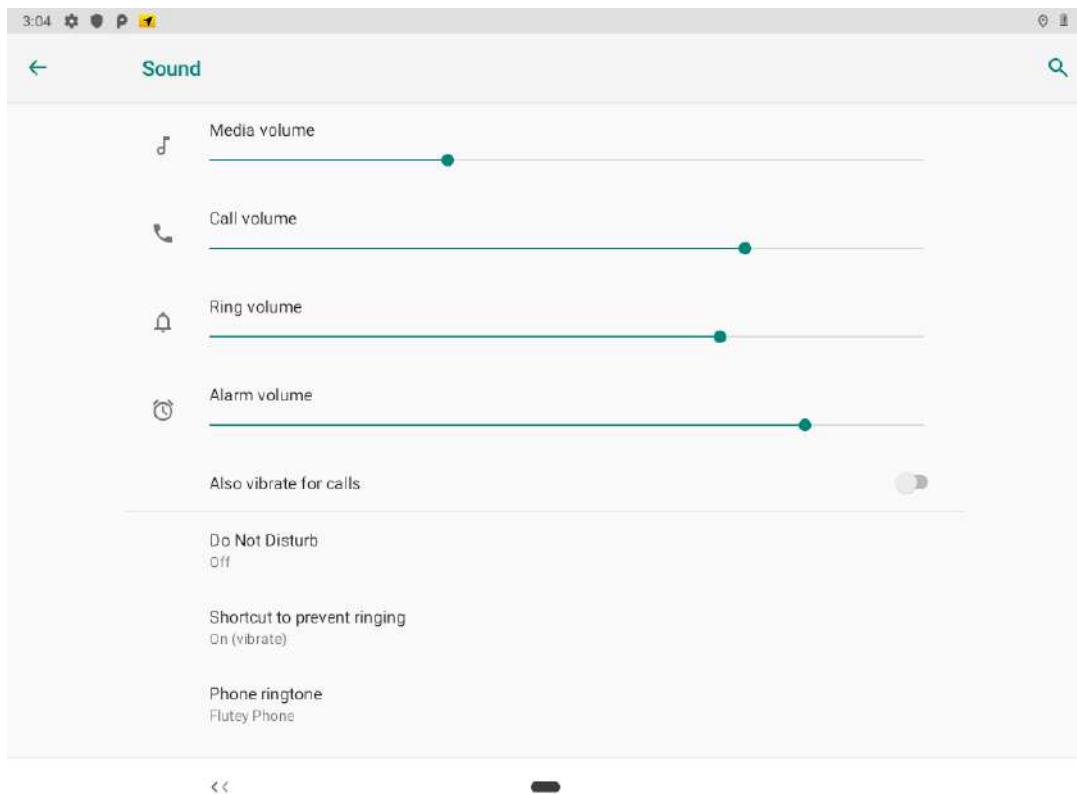 3:04
Sound
Media volume
Call volume
Ring volume
Alarm volume
Also vibrate for calls
Do Not Disturb
Off
Shortcut to prevent ringing
On (vibrate)
Phone ringtone
Flutey Phone